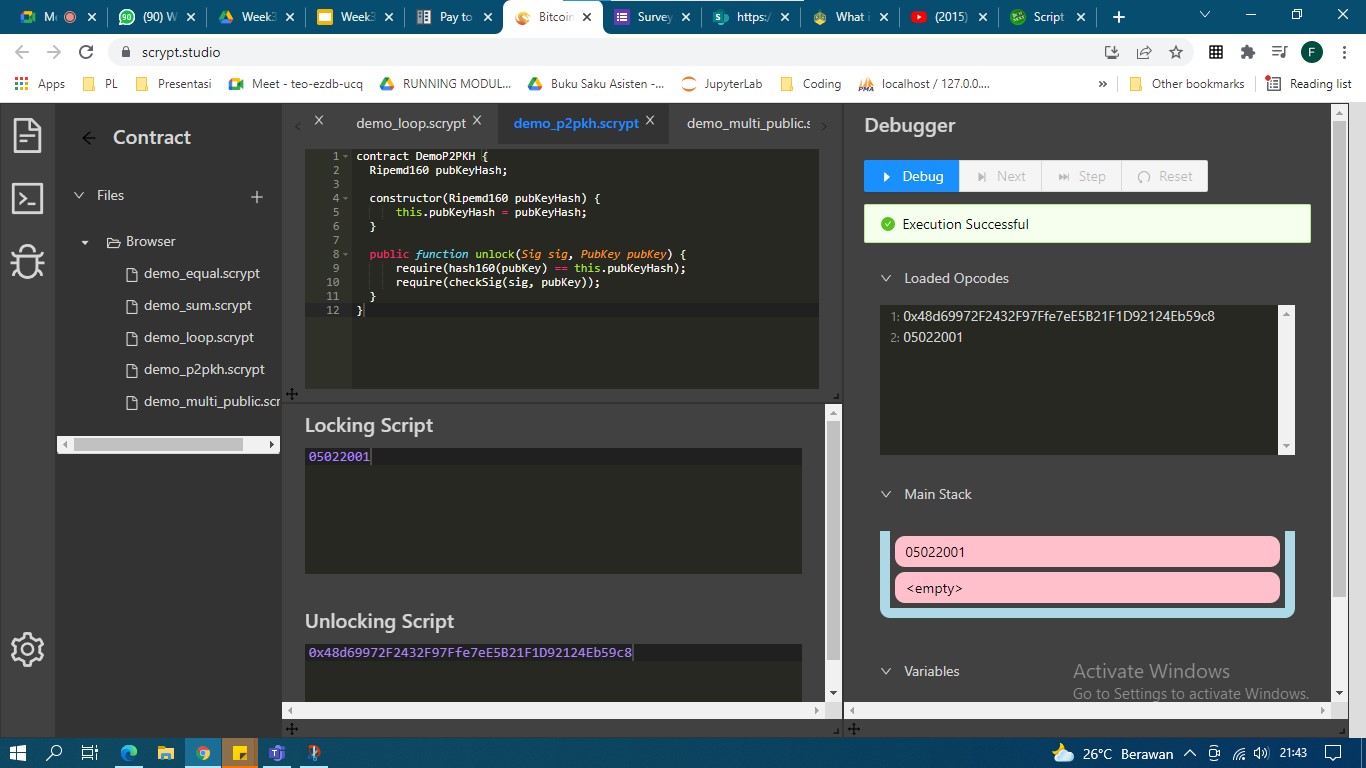 M
(90) W
Week3
Week3
Pay to
Bitcoin
Survey
https:/
What i
(2015)
Script
scrypt.studio
F
Apps
PL
Presentasi
Meet - teo-ezdb-ucq
RUNNING MODUL...
Buku Saku Asisten -...
JupyterLab
Coding
localhost / 127.0.0....
»
Other bookmarks
Reading list
Contract
Files
Browser
demo_equal.scrypt
demo_sum.scrypt
demo_loop.scrypt
demo_p2pkh.scrypt
demo_multi_public.scr
demo_loop.scrypt
demo_p2pkh.scrypt
demo_multi_public.s
1 contract DemoP2PKH {
2 Ripemd160 pubKeyHash;
3
4 constructor(Ripemd160 pubKeyHash) {
5 this.pubKeyHash = pubKeyHash;
6 }
7
8 public function unlock(Sig sig, PubKey pubKey) {
9 require(hash160(pubKey) == this.pubKeyHash);
10 require(checkSig(sig, pubKey));
11 }
12 }
Locking Script
05022001
Unlocking Script
0x48d69972F2432F97Ffe7eE5B21F1D92124Eb59c8
Debugger
Debug
Next
Step
Reset
Execution Successful
Loaded Opcodes
1: 0x48d69972F2432F97Ffe7eE5B21F1D92124Eb59c8
2: 05022001
Main Stack
05022001
<empty>
Variables
Activate Windows
Go to Settings to activate Windows.
26°C Berawan
21:43